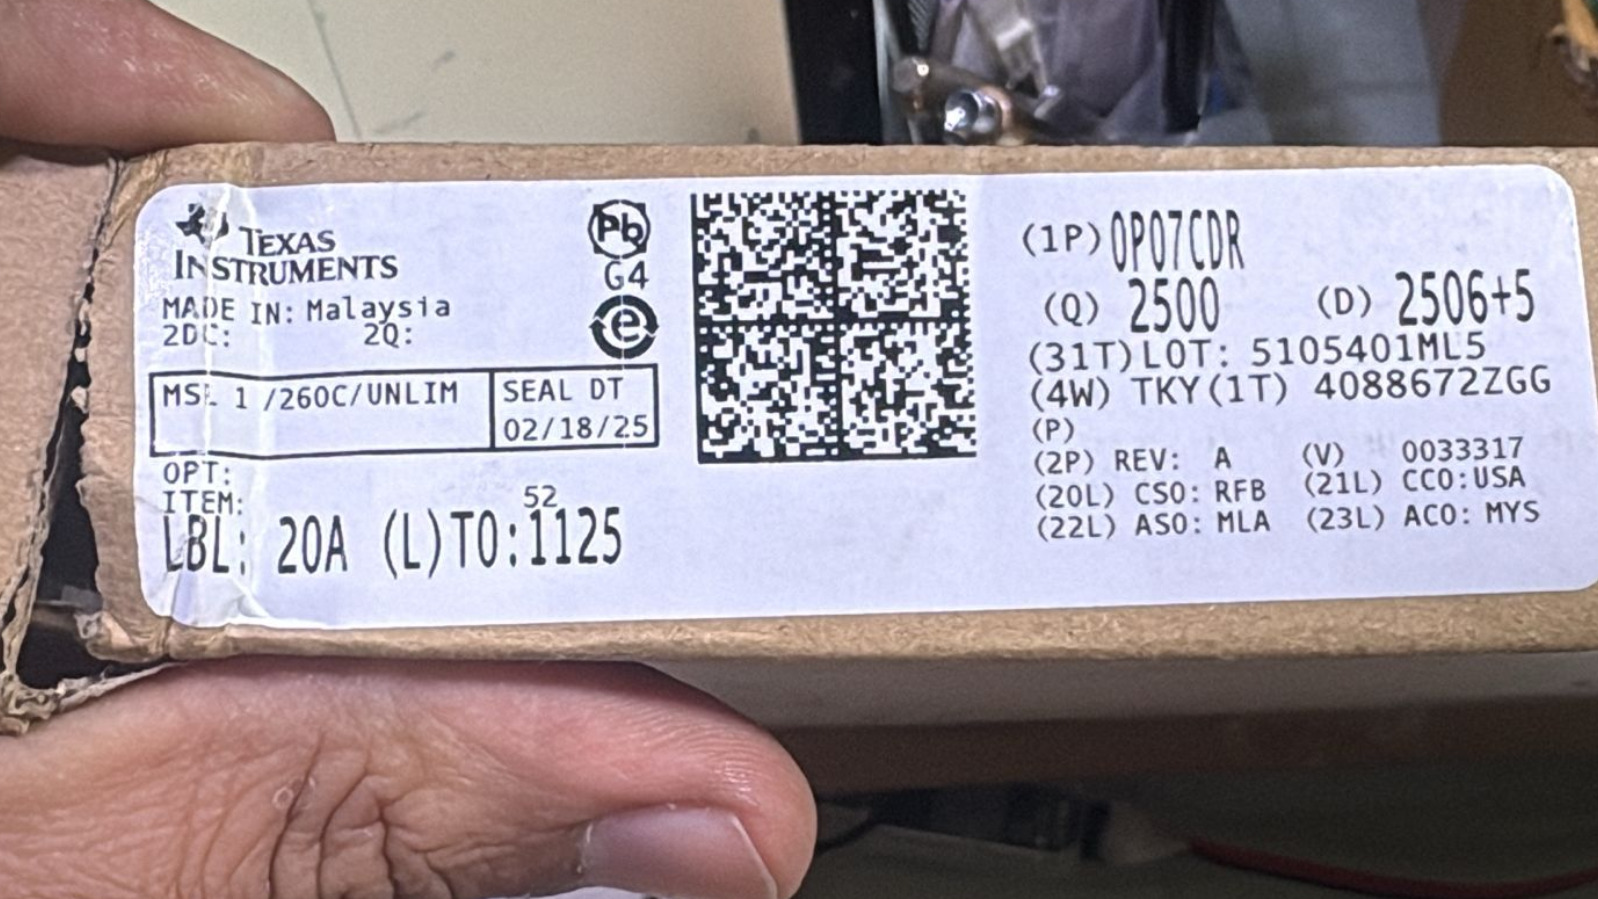 TEXAS
INSTRUMENTS
MADE IN: Malaysia
2DC: 2Q:
Pb
G4
e
MSL 1 /260C/UNLIM
SEAL DT
02/18/25
OPT:
ITEM: 52
LBL: 20A (L)TO:1125
(1P) OP07CDR
(Q) 2500 (D) 2506+5
(31T)LOT: 5105401ML5
(4W) TKY(1T) 4088672ZGG
(P)
(2P) REV: A (V) 0033317
(20L) CSO: RFB (21L) CCO:USA
(22L) ASO: MLA (23L) ACO: MYS